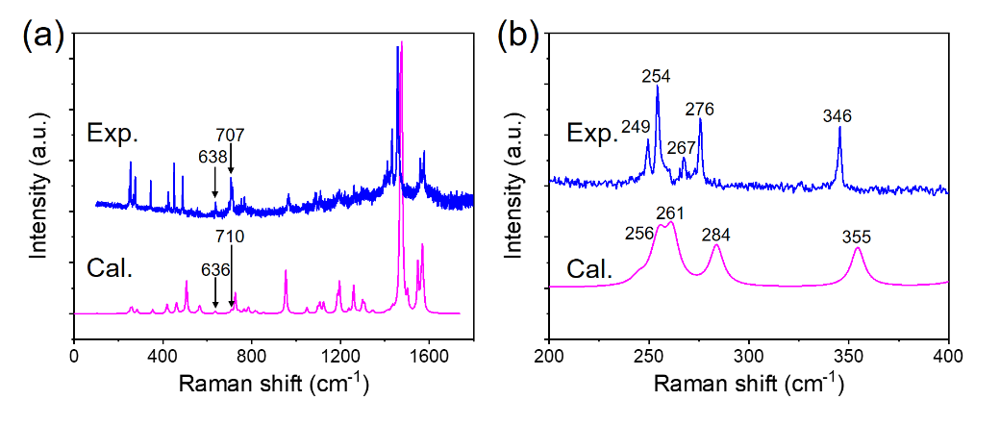 (a)
Intensity (a.u.)
Exp.
638
707
710
Cal.
636
0 400 800 1200 1600
Raman shift (cm⁻¹)
(b)
Intensity (a.u.)
254
249
276
267
346
Exp.
256
261
284
355
Cal.
200 250 300 350 400
Raman shift (cm⁻¹)